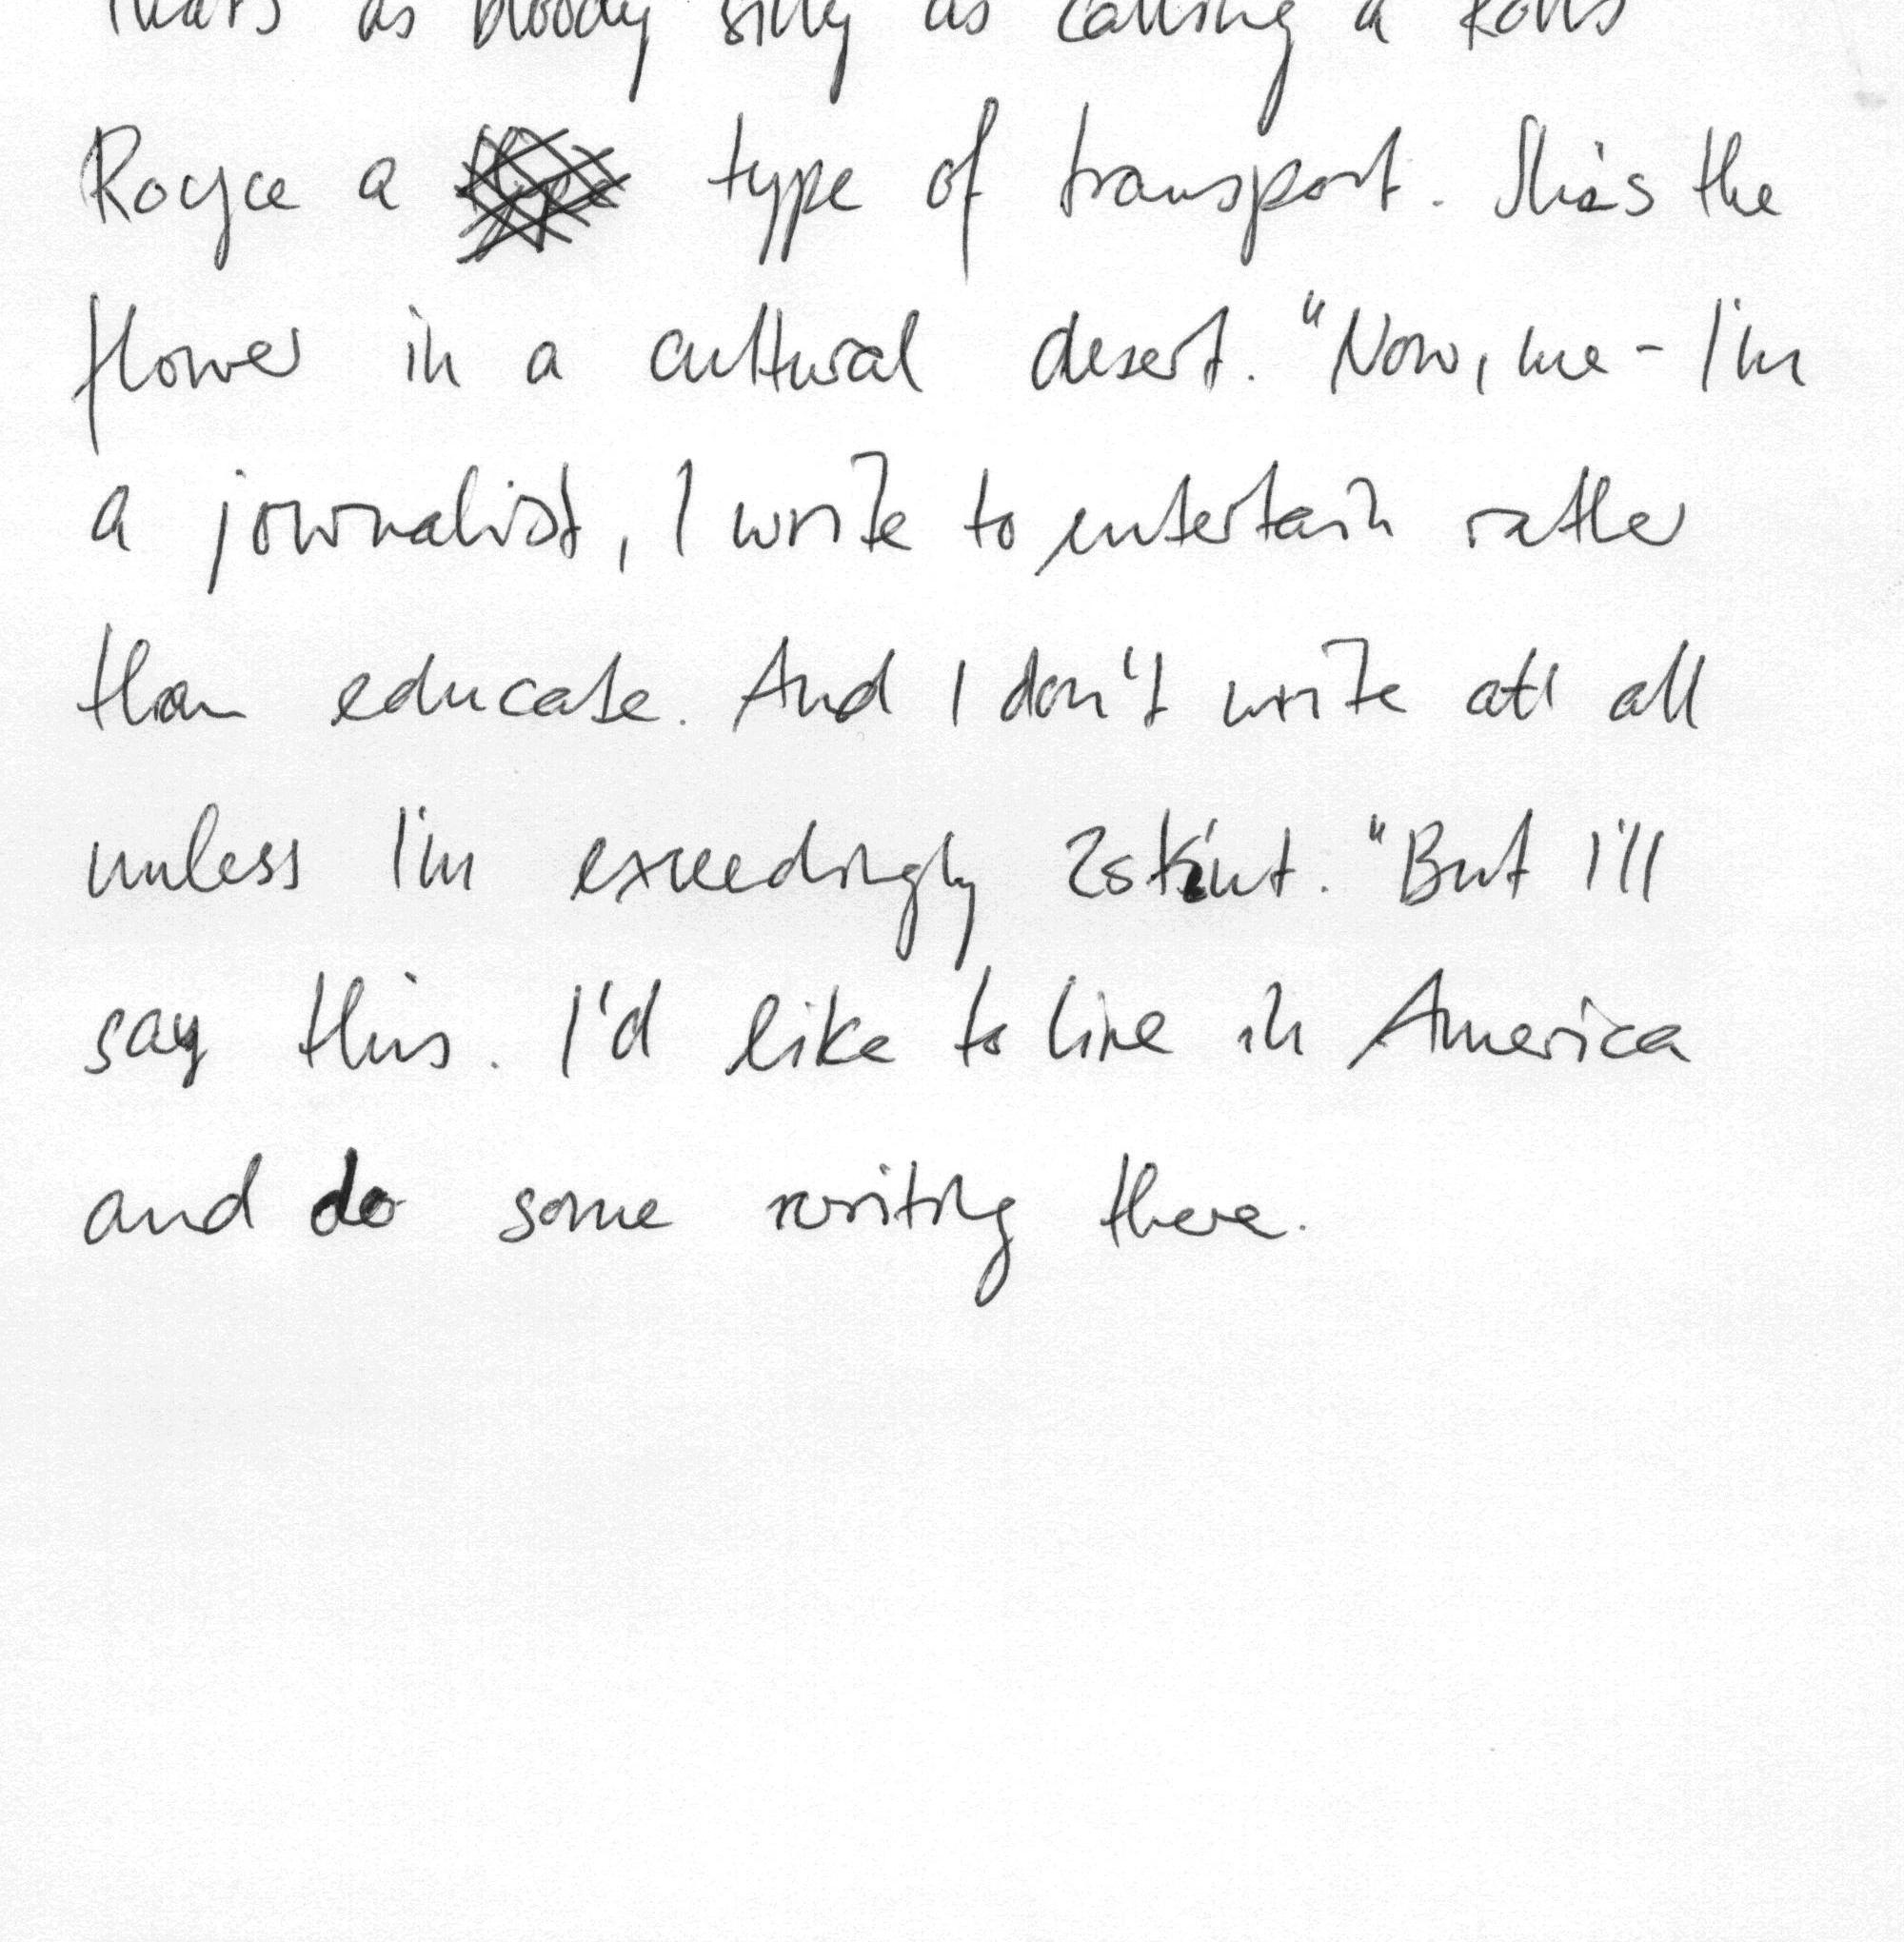 That's as bloody silly as calling a Rolls
Royce a type of transport. She's the
flower in a cultural desert. "Now, me - I'm
a journalist, I write to entertain rather
than educate. And I don't write att all
unless I'm exceedingly skint. "But I'll
say this. I'd like to live in America
and do some writing there.